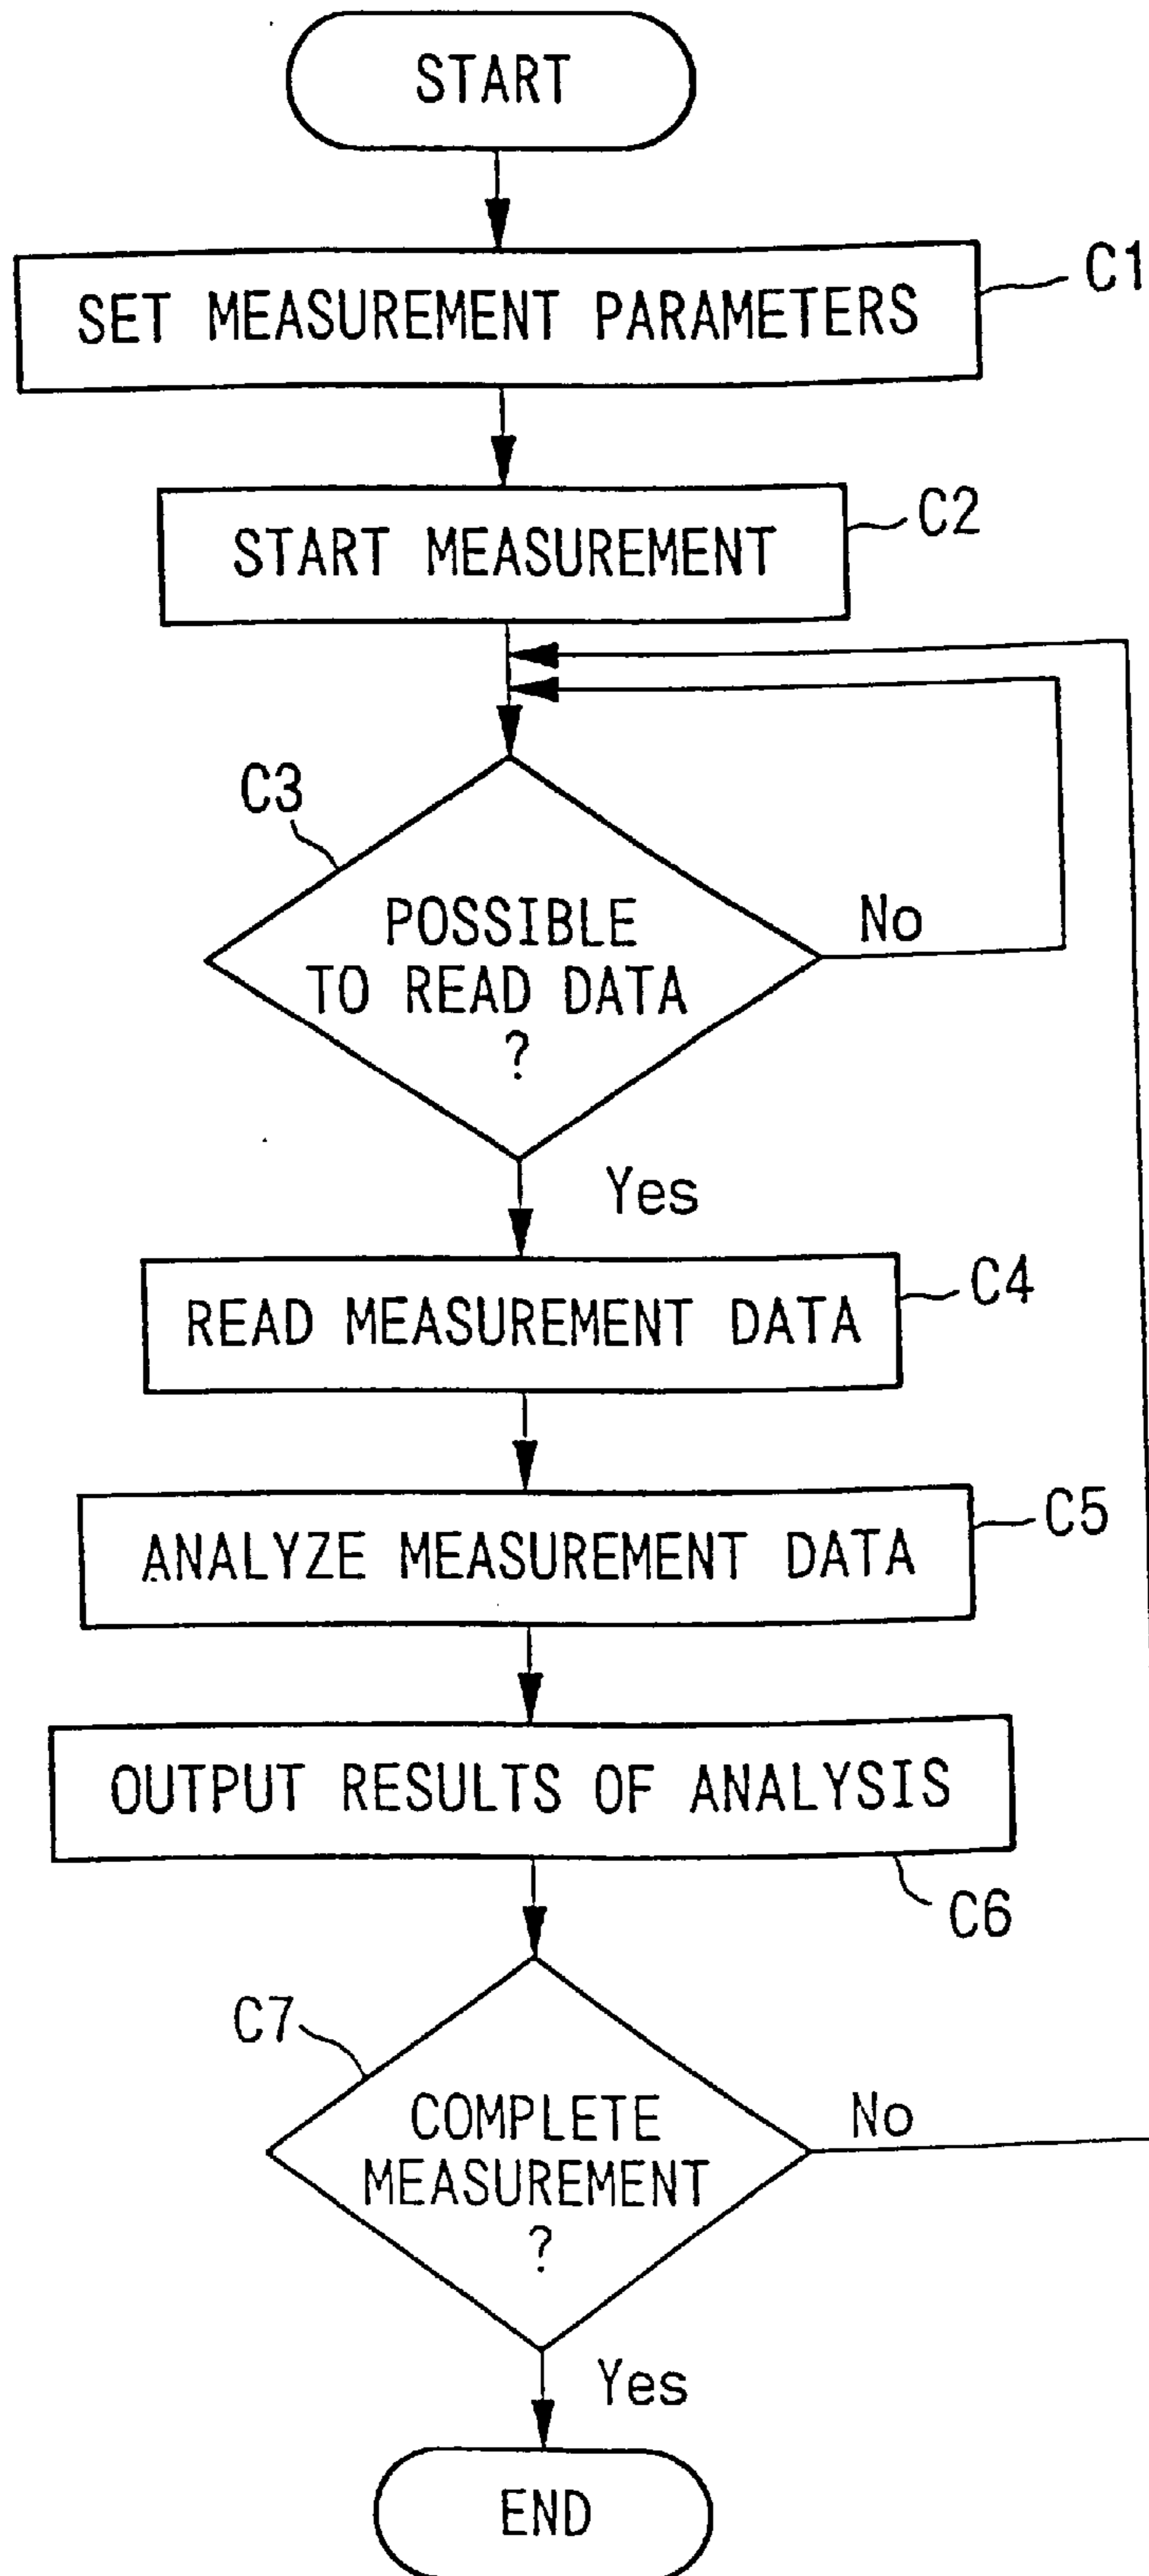 START
SET MEASUREMENT PARAMETERS
C1
START MEASUREMENT
C2
C3
POSSIBLE
TO READ DATA
?
No
Yes
READ MEASUREMENT DATA
C4
ANALYZE MEASUREMENT DATA
C5
OUTPUT RESULTS OF ANALYSIS
C6
C7
COMPLETE
MEASUREMENT
?
No
Yes
END